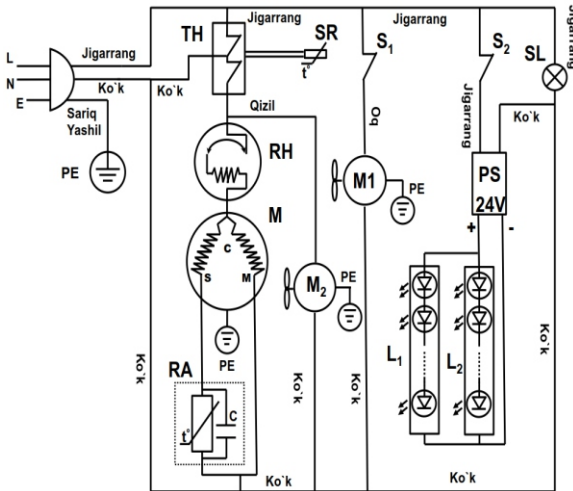 Jigarrang
TH
SR
t°
S1
Jigarrang
S2
SL
Jigarrang
L
Jigarrang
N
Ko`k
Ko`k
E
Sariq
Yashil
PE
Qizil
Oq
Jigarrang
Ko`k
RH
M1
PE
PS
24V
+
-
M
C
S
M
M2
PE
PE
L1
L2
RA
t°
C
Ko`k
Ko`k
Ko`k
Ko`k
Ko`k
Ko`k